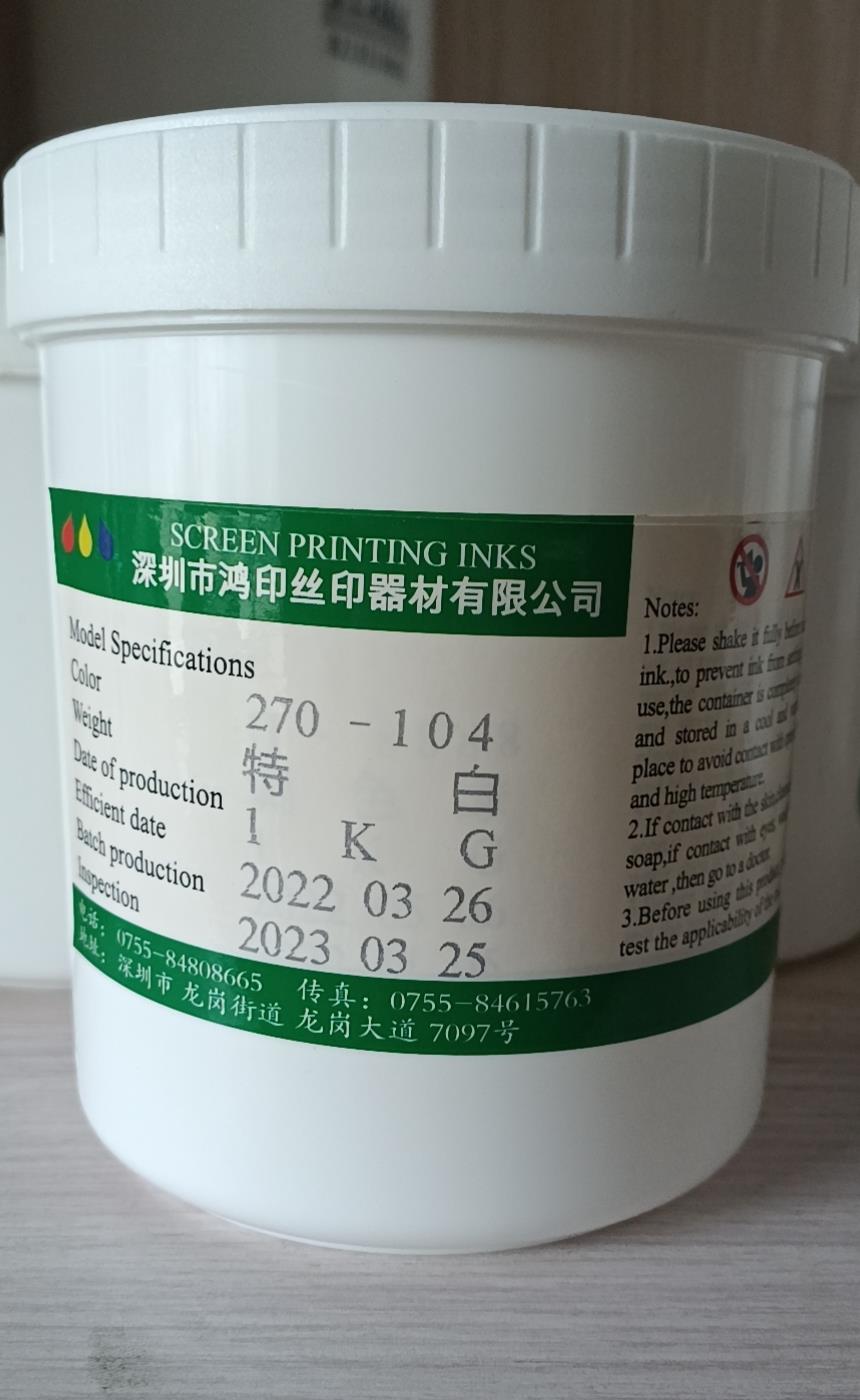 SCREEN PRINTING INKS
深圳市鸿印丝印器材有限公司
Model Specifications
Color
Weight
Date of production
Efficient date
Batch production
Inspection
270 - 104
特 白
1 K G
2022 03 26
2023 03 25
电话: 0755-84808665 传真: 0755-84615763
地址: 深圳市 龙岗街道 龙岗大道 7097号
Notes:
1.Please shake it fully before
ink.,to prevent ink from
use,the container is
and stored in a cool and
place to avoid contact with
and high temperature.
2.If contact with the skin,
soap,if contact with eyes,
water ,then go to a doctor.
3.Before using this product
test the applicability of the